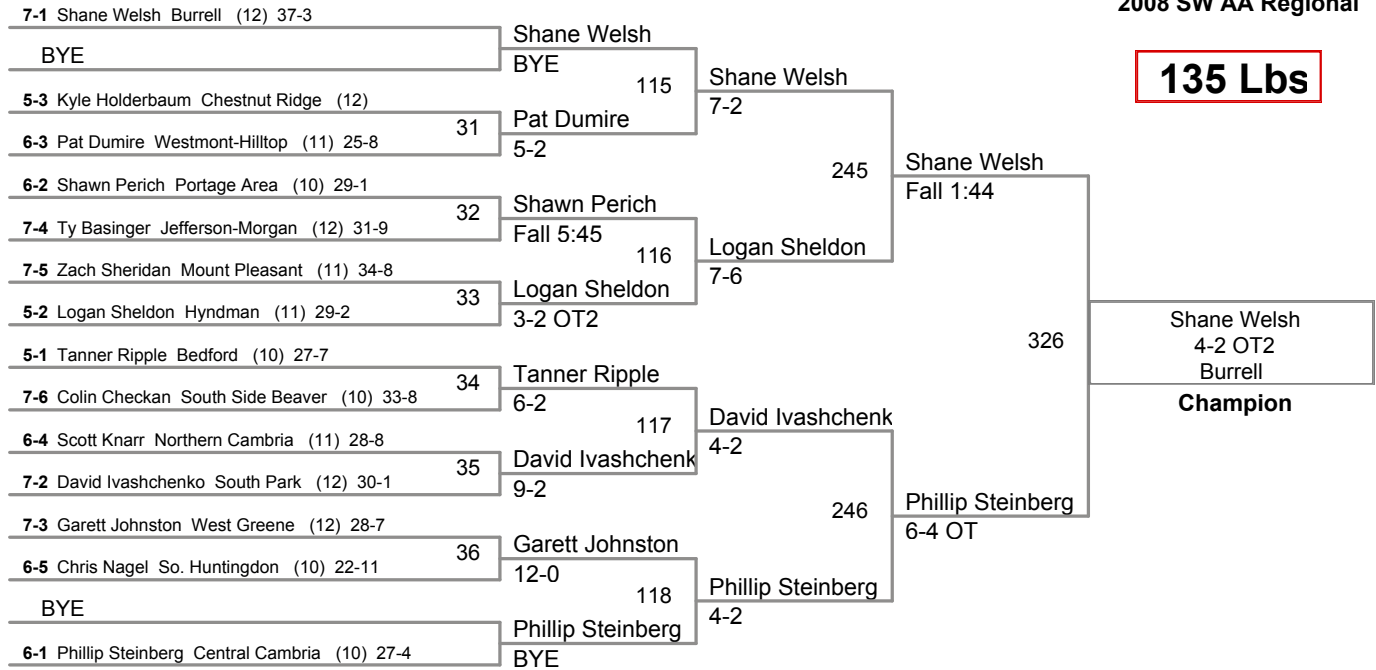 2008 SW AA Regional
135 Lbs
7-1 Shane Welsh Burrell (12) 37-3
BYE
5-3 Kyle Holderbaum Chestnut Ridge (12)
6-3 Pat Dumire Westmont-Hilltop (11) 25-8
6-2 Shawn Perich Portage Area (10) 29-1
7-4 Ty Basinger Jefferson-Morgan (12) 31-9
7-5 Zach Sheridan Mount Pleasant (11) 34-8
5-2 Logan Sheldon Hyndman (11) 29-2
5-1 Tanner Ripple Bedford (10) 27-7
7-6 Colin Checkan South Side Beaver (10) 33-8
6-4 Scott Knarr Northern Cambria (11) 28-8
7-2 David Ivashchenko South Park (12) 30-1
7-3 Garett Johnston West Greene (12) 28-7
6-5 Chris Nagel So. Huntingdon (10) 22-11
BYE
6-1 Phillip Steinberg Central Cambria (10) 27-4
31
32
33
34
35
36
Shane Welsh
BYE
Pat Dumire
5-2
Shawn Perich
Fall 5:45
Logan Sheldon
3-2 OT2
Tanner Ripple
6-2
David Ivashchenk
9-2
Garett Johnston
12-0
Phillip Steinberg
BYE
115
116
117
118
Shane Welsh
7-2
Logan Sheldon
7-6
David Ivashchenk
4-2
Phillip Steinberg
4-2
245
246
Shane Welsh
Fall 1:44
Phillip Steinberg
6-4 OT
326
Shane Welsh
4-2 OT2
Burrell
Champion